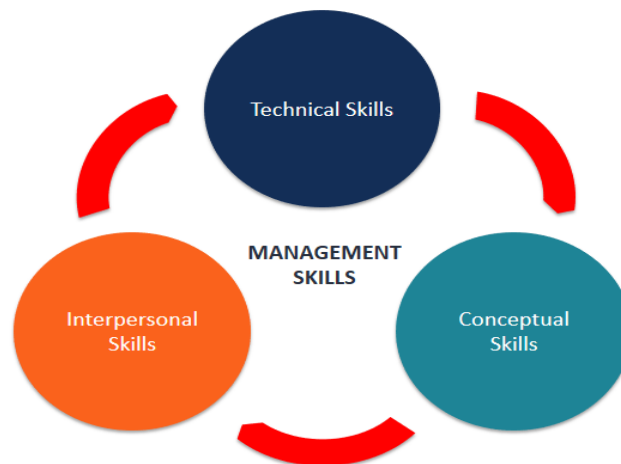 Technical Skills
MANAGEMENT
SKILLS
Interpersonal
Skills
Conceptual
Skills